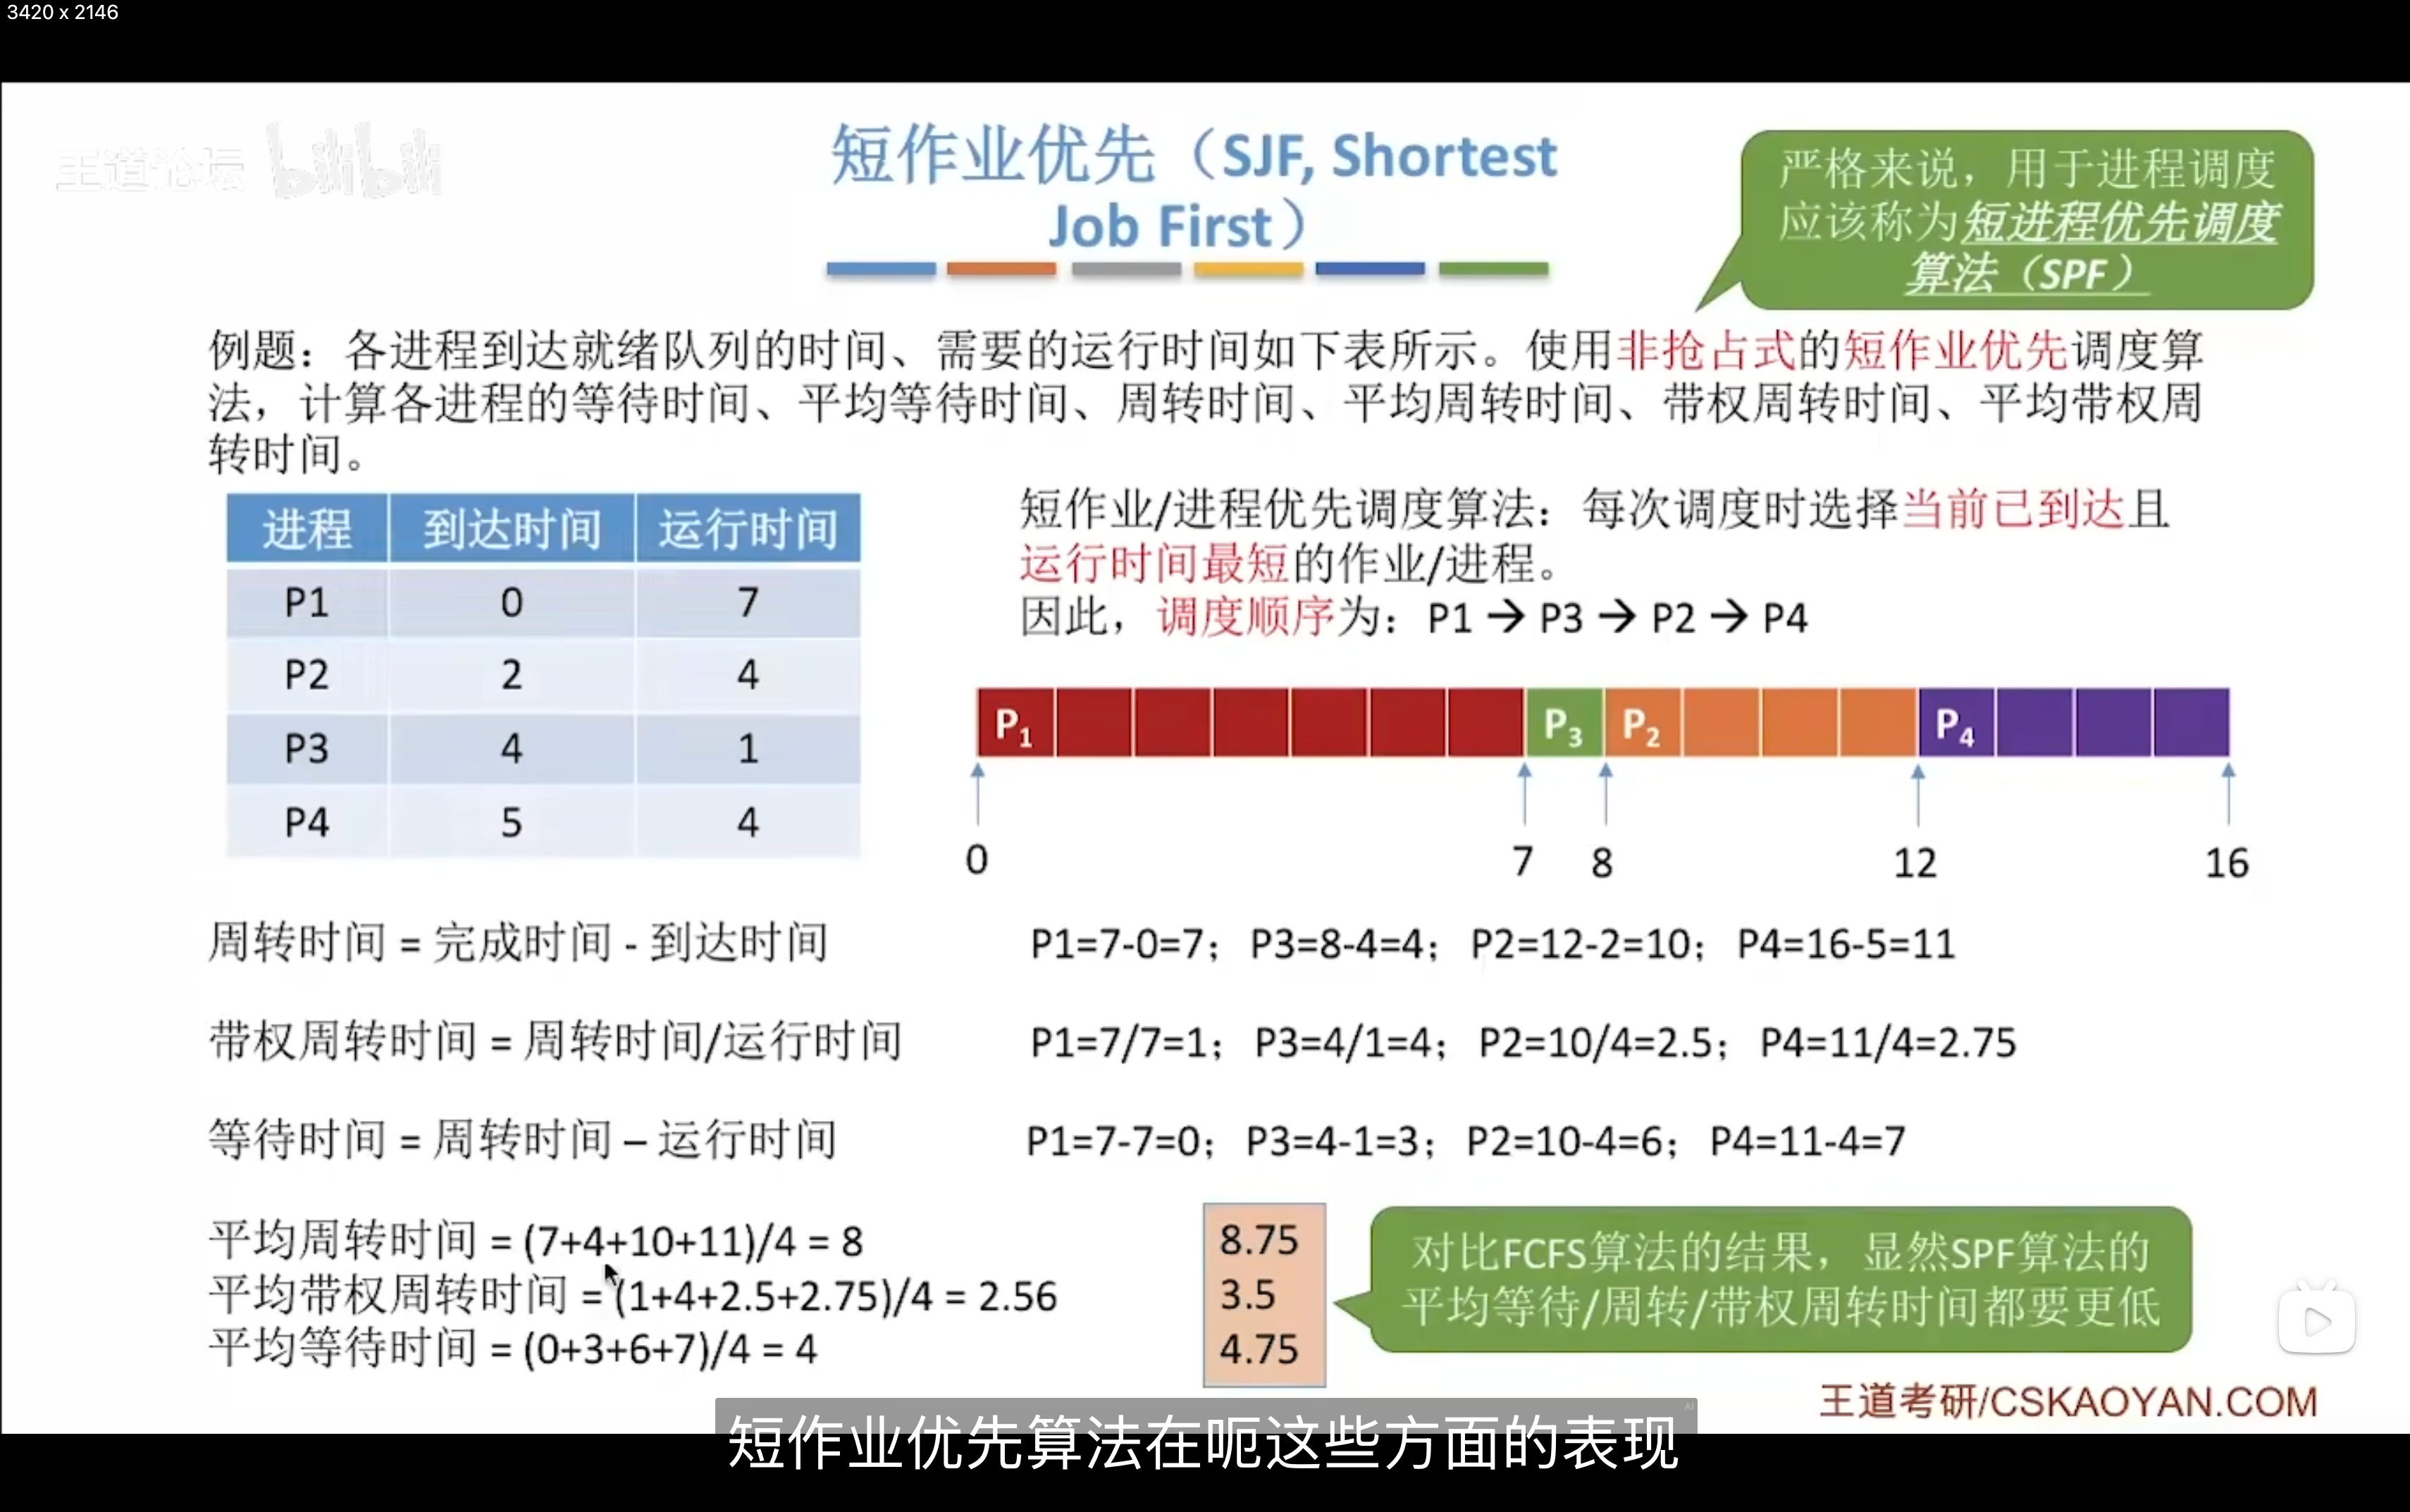 3420 x 2146
王道论坛 bilibili
短作业优先（SJF, Shortest
Job First）
严格来说，用于进程调度
应该称为短进程优先调度
算法（SPF）
例题：各进程到达就绪队列的时间、需要的运行时间如下表所示。使用非抢占式的短作业优先调度算
法，计算各进程的等待时间、平均等待时间、周转时间、平均周转时间、带权周转时间、平均带权周
转时间。
进程 到达时间 运行时间
P1 0 7
P2 2 4
P3 4 1
P4 5 4
短作业/进程优先调度算法：每次调度时选择当前已到达且
运行时间最短的作业/进程。
因此，调度顺序为：P1 → P3 → P2 → P4
P1 P3 P2 P4
0 7 8 12 16
周转时间 = 完成时间 - 到达时间
P1=7-0=7；P3=8-4=4；P2=12-2=10；P4=16-5=11
带权周转时间 = 周转时间/运行时间
P1=7/7=1；P3=4/1=4；P2=10/4=2.5；P4=11/4=2.75
等待时间 = 周转时间 – 运行时间
P1=7-7=0；P3=4-1=3；P2=10-4=6；P4=11-4=7
平均周转时间 = (7+4+10+11)/4 = 8
平均带权周转时间 = (1+4+2.5+2.75)/4 = 2.56
平均等待时间 = (0+3+6+7)/4 = 4
8.75
3.5
4.75
对比FCFS算法的结果，显然SPF算法的
平均等待/周转/带权周转时间都要更低
王道考研/CSKAOYAN.COM
AI
短作业优先算法在呃这些方面的表现